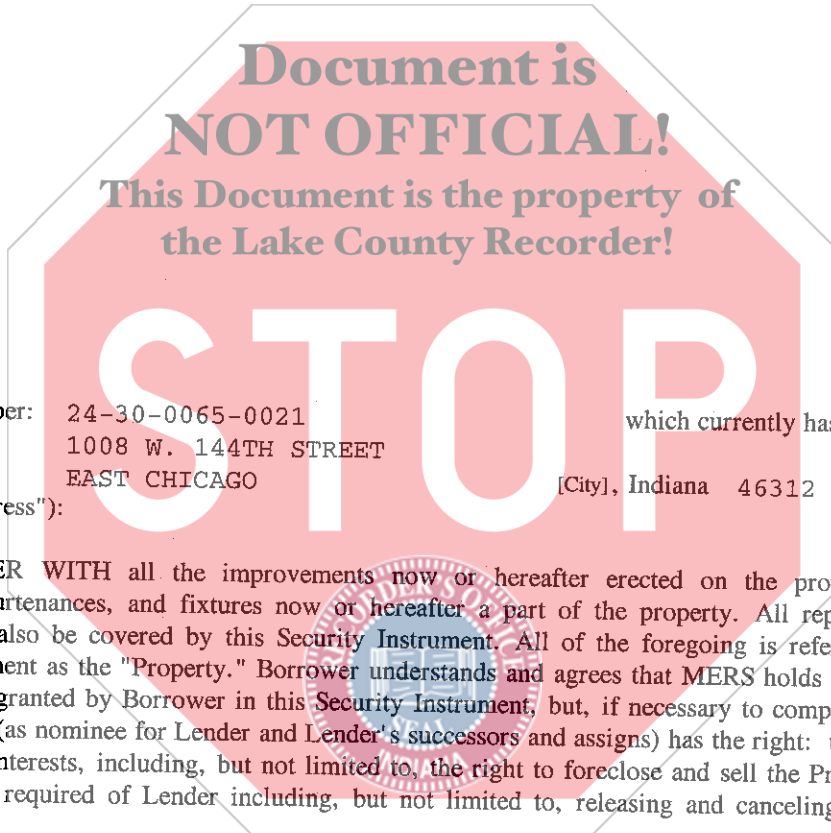 Document is
NOT OFFICIAL!
This Document is the property of
the Lake County Recorder!
STOP
ber: 24-30-0065-0021 which currently has
1008 W. 144TH STREET
EAST CHICAGO [City], Indiana 46312
ress"):
ER WITH all the improvements now or hereafter erected on the pro
urtenances, and fixtures now or hereafter a part of the property. All rep
also be covered by this Security Instrument. All of the foregoing is refe
nent as the "Property." Borrower understands and agrees that MERS holds
granted by Borrower in this Security Instrument, but, if necessary to comp
(as nominee for Lender and Lender's successors and assigns) has the right:
nterests, including, but not limited to, the right to foreclose and sell the Pr
required of Lender including, but not limited to, releasing and canceling
RECORDER'S OFFICE
SEAL
INDIANA